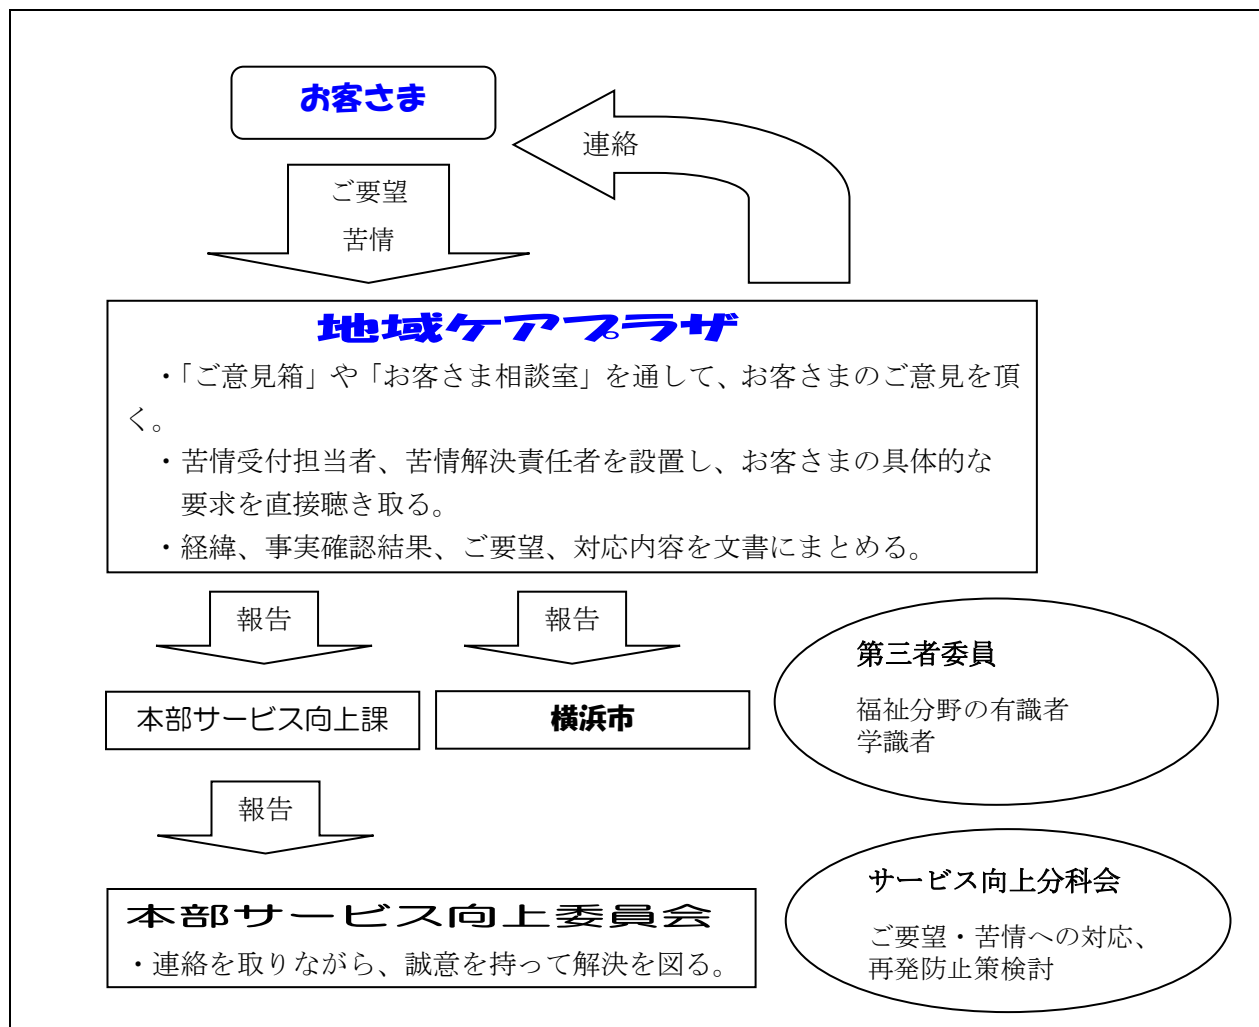 お客さま
連絡
ご要望
苦情
地域ケアプラザ
・「ご意見箱」や「お客さま相談室」を通して、お客さまのご意見を頂
く。
・苦情受付担当者、苦情解決責任者を設置し、お客さまの具体的な
要求を直接聴き取る。
・経緯、事実確認結果、ご要望、対応内容を文書にまとめる。
報告
報告
本部サービス向上課
横浜市
第三者委員
福祉分野の有識者
学識者
報告
本部サービス向上委員会
・連絡を取りながら、誠意を持って解決を図る。
サービス向上分科会
ご要望・苦情への対応、
再発防止策検討